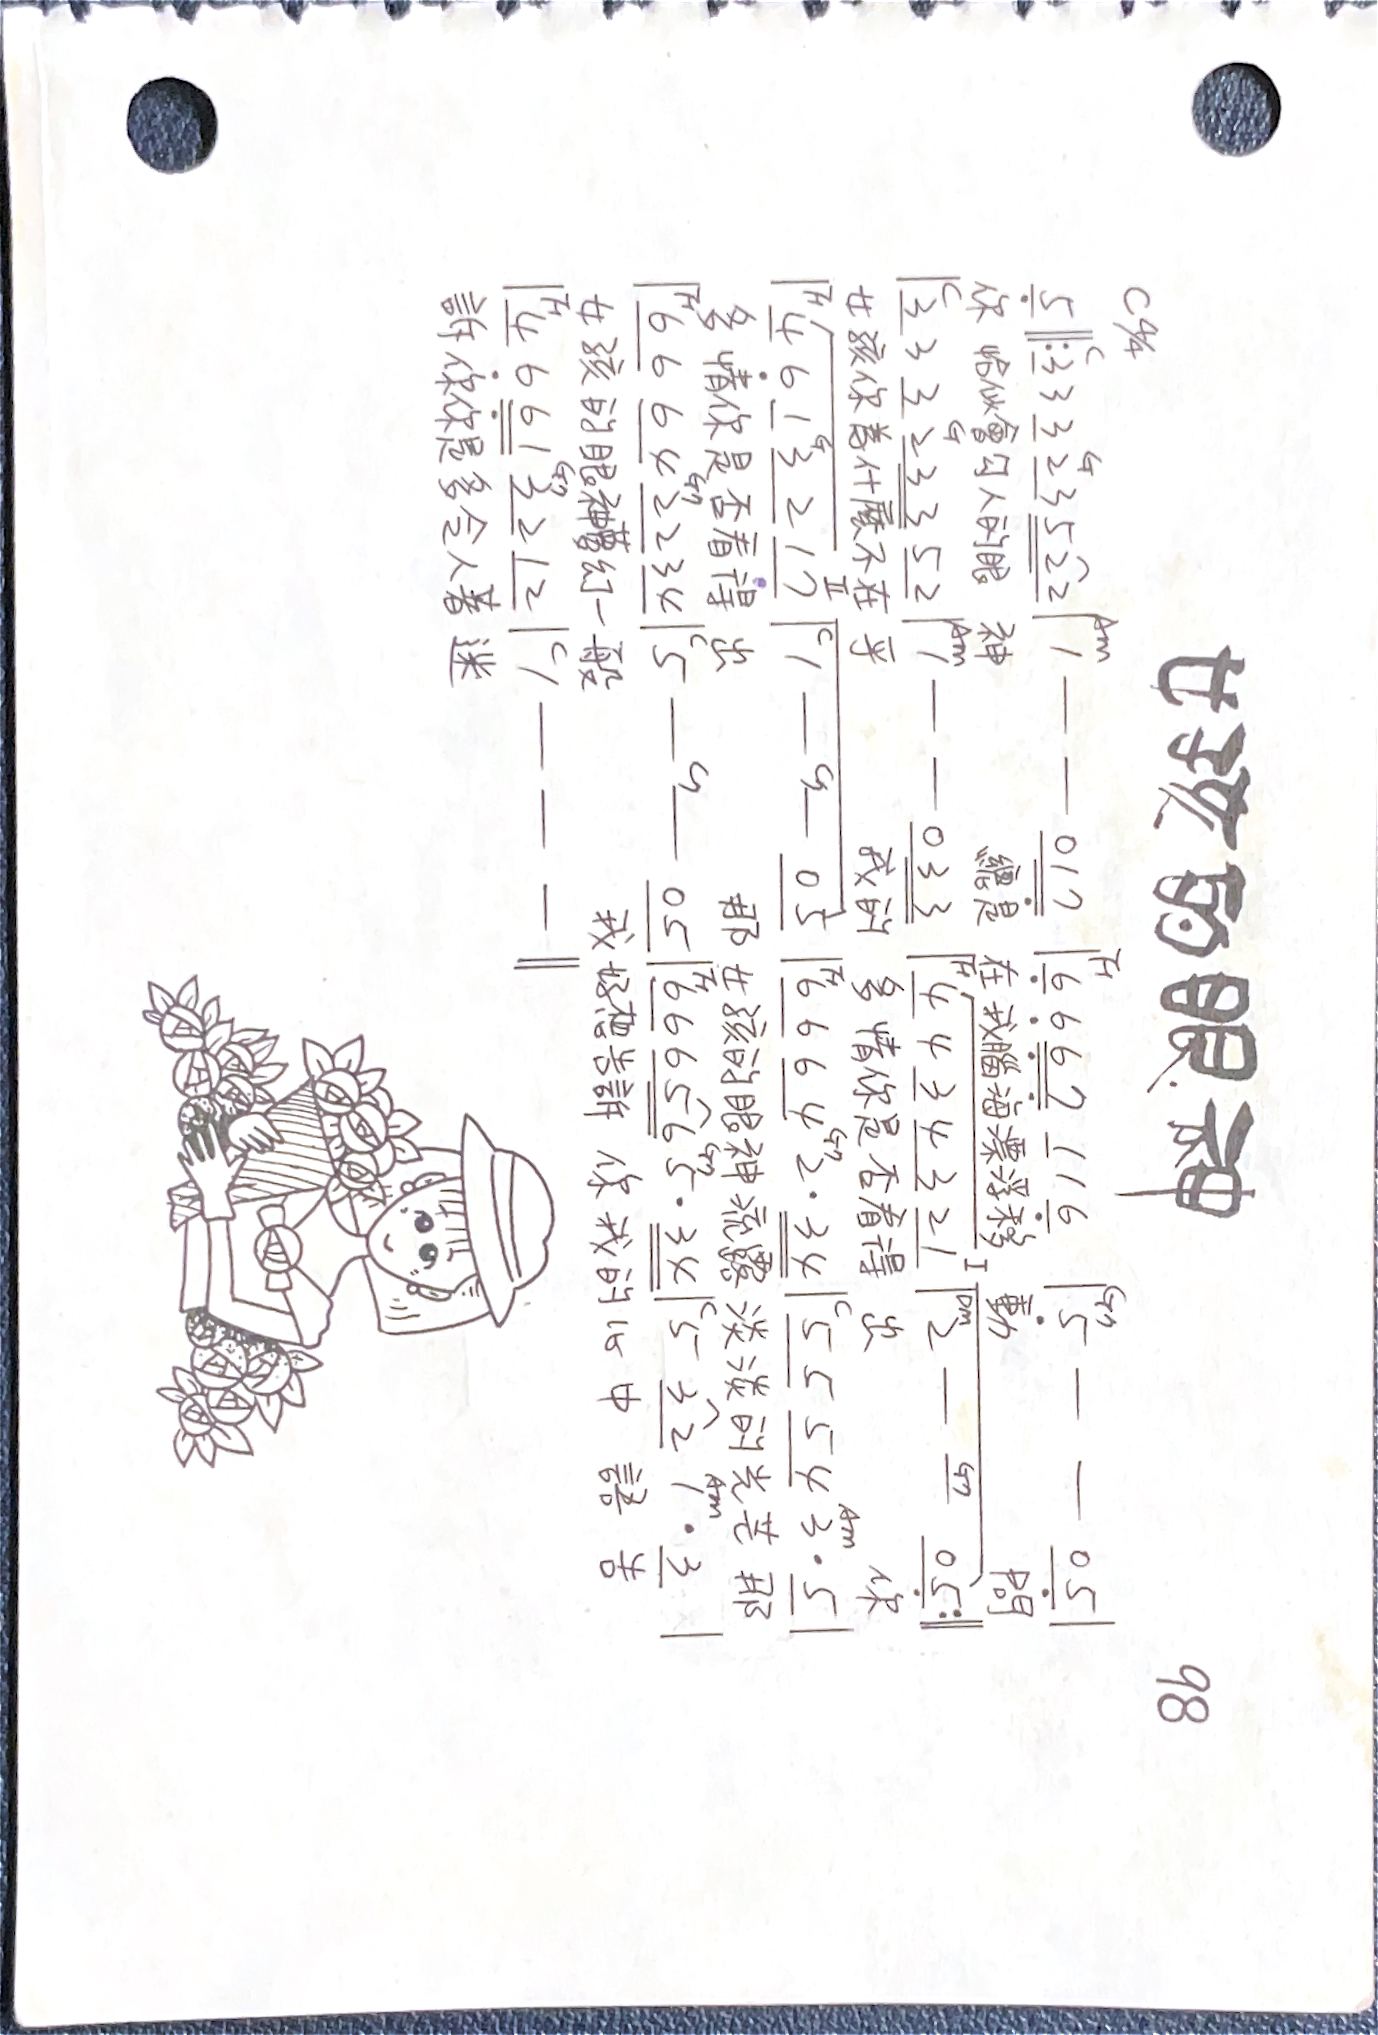 女孩的眼神
98
C 4/4
C G Am F G7
5 ‖: 3 3 3 2 3 5 2 2 | 1 — — 0 1 7 | 6 6 6 7 1 1 6 | 5 — — 0 5 |
你 恰似會勾人的眼 神 總是 在我腦海漂浮移 動 問
C G Am F I Dm G7
| 3 3 3 2 3 3 5 2 | 1 — — 0 3 3 | 4 4 3 4 3 2 1 | 2 — — 0 5 :‖
女孩你為什麼不在乎 我的 多情你是否看得 出 你
F G II C G7 F G7 C Am
| 4 6 1 3 2 1 7 | 1 — — 0 5 | 6 6 6 4 2 · 3 4 | 5 5 5 4 3 · 5 |
多情你是否看得 出 那 女孩的眼神流露 淡淡的光芒 那
F G7 C G7 F G7 C Am
| 6 6 6 4 2 2 3 4 | 5 — — 0 5 | 6 6 6 5 6 5 · 3 4 | 5 3 2 1 · 3 |
女孩的眼神夢幻一般 我 好想告訴 你我的心中 語 告
F G7 C
| 4 6 6 1 3 2 1 2 | 1 — — — ‖
訴你你是多令人著迷